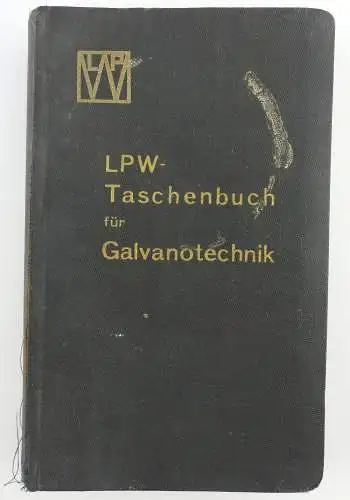 LPW
LPW-
Taschenbuch
für
Galvanotechnik